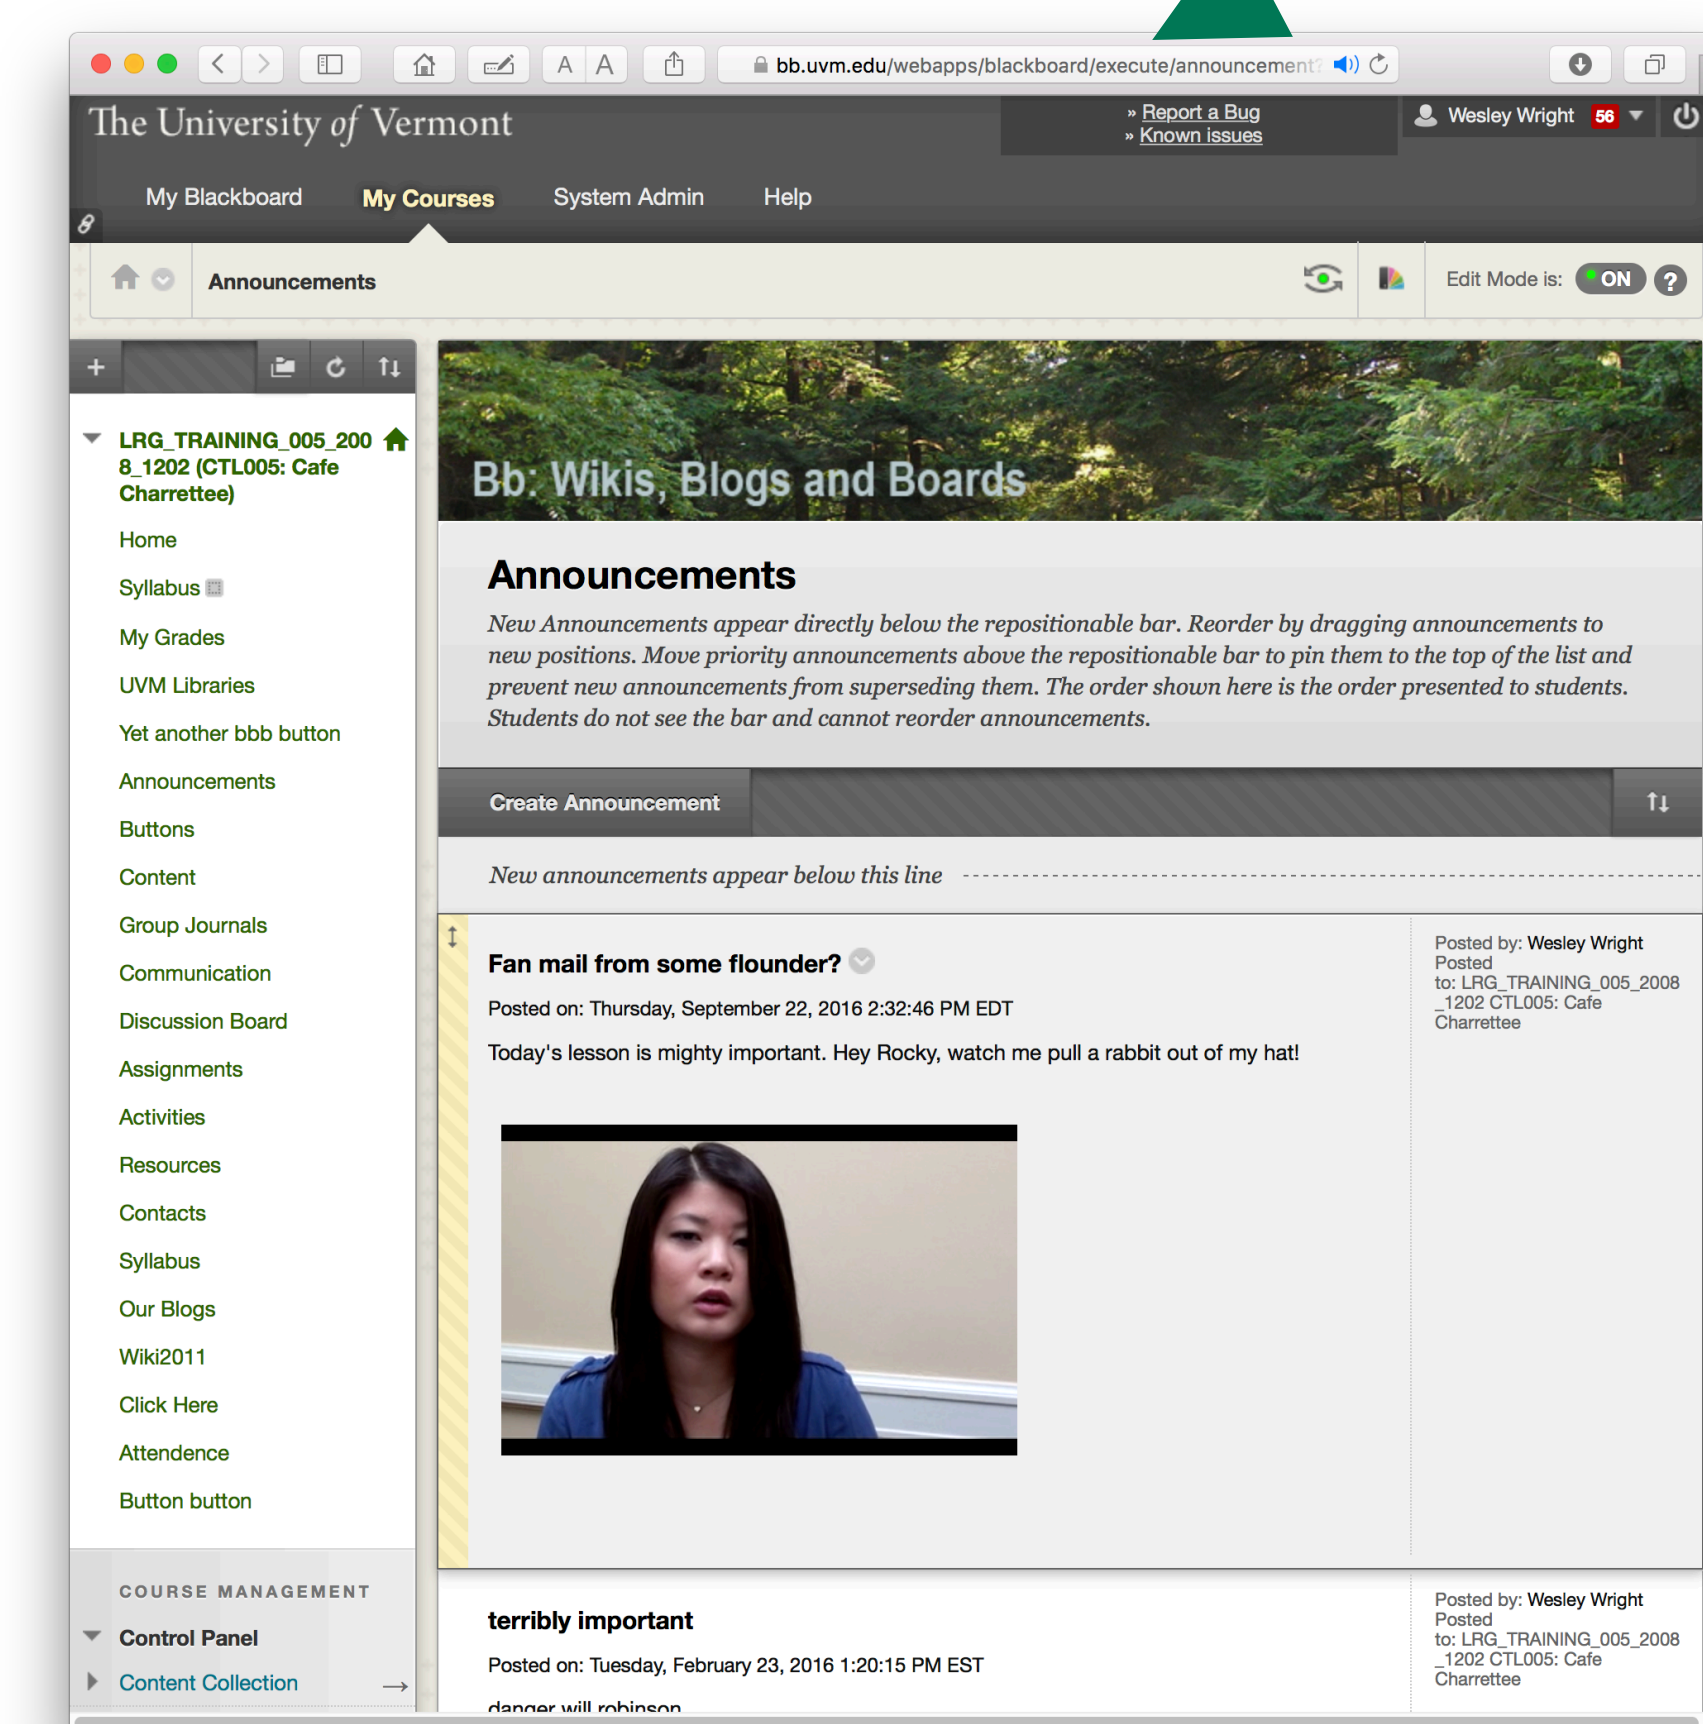 A A
bb.uvm.edu/webapps/blackboard/execute/announcement?
The University of Vermont
» Report a Bug
» Known issues
Wesley Wright 56
My Blackboard My Courses System Admin Help
Announcements
Edit Mode is: ON ?
LRG_TRAINING_005_200
8_1202 (CTL005: Cafe
Charrettee)
Home
Syllabus
My Grades
UVM Libraries
Yet another bbb button
Announcements
Buttons
Content
Group Journals
Communication
Discussion Board
Assignments
Activities
Resources
Contacts
Syllabus
Our Blogs
Wiki2011
Click Here
Attendence
Button button
COURSE MANAGEMENT
Control Panel
Content Collection
Bb: Wikis, Blogs and Boards
Announcements
New Announcements appear directly below the repositionable bar. Reorder by dragging announcements to
new positions. Move priority announcements above the repositionable bar to pin them to the top of the list and
prevent new announcements from superseding them. The order shown here is the order presented to students.
Students do not see the bar and cannot reorder announcements.
Create Announcement
New announcements appear below this line
Fan mail from some flounder?
Posted on: Thursday, September 22, 2016 2:32:46 PM EDT
Today's lesson is mighty important. Hey Rocky, watch me pull a rabbit out of my hat!
Posted by: Wesley Wright
Posted
to: LRG_TRAINING_005_2008
_1202 CTL005: Cafe
Charrettee
terribly important
Posted on: Tuesday, February 23, 2016 1:20:15 PM EST
danger will robinson
Posted by: Wesley Wright
Posted
to: LRG_TRAINING_005_2008
_1202 CTL005: Cafe
Charrettee